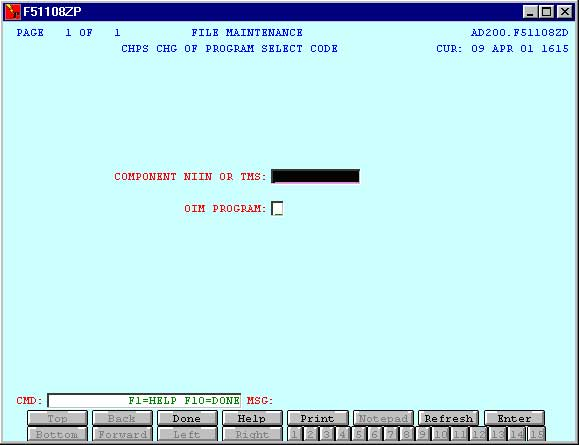 F51108ZP
PAGE 1 OF 1 FILE MAINTENANCE AD200.F51108ZD
CHPS CHG OF PROGRAM SELECT CODE CUR: 09 APR 01 1615
COMPONENT NIIN OR TMS:
OIM PROGRAM:
CMD: F1=HELP F10=DONE MSG:
Top Back Done Help Print Notepad Refresh Enter
Bottom Forward Left Right 1 2 3 4 5 6 7 8 9 10 11 12 13 14 15